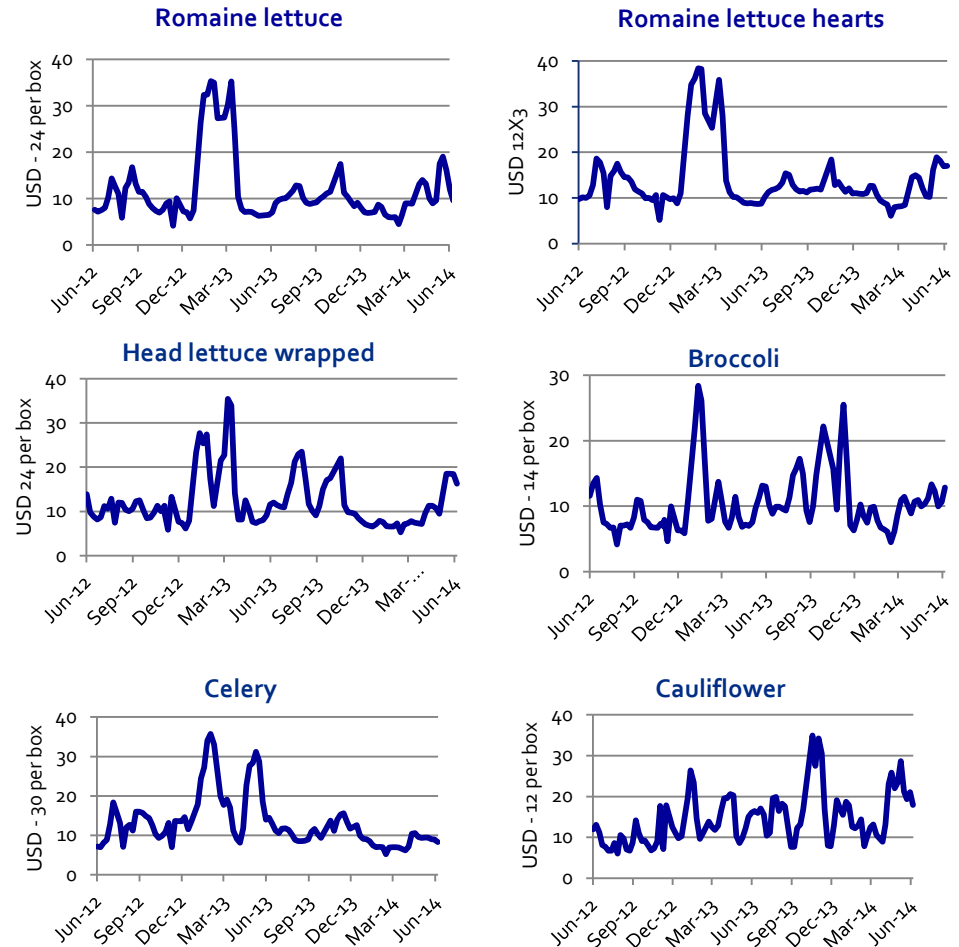 Romaine lettuce
USD - 24 per box
40
30
20
10
0
Jun-12
Sep-12
Dec-12
Mar-13
Jun-13
Sep-13
Dec-13
Mar-14
Jun-14
Romaine lettuce hearts
USD 12X3
40
30
20
10
0
Jun-12
Sep-12
Dec-12
Mar-13
Jun-13
Sep-13
Dec-13
Mar-14
Jun-14
Head lettuce wrapped
USD 24 per box
40
30
20
10
0
Jun-12
Sep-12
Dec-12
Mar-13
Jun-13
Sep-13
Dec-13
Mar-...
Jun-14
Broccoli
USD - 14 per box
30
20
10
0
Jun-12
Sep-12
Dec-12
Mar-13
Jun-13
Sep-13
Dec-13
Mar-14
Jun-14
Celery
USD - 30 per box
40
30
20
10
0
Jun-12
Sep-12
Dec-12
Mar-13
Jun-13
Sep-13
Dec-13
Mar-14
Jun-14
Cauliflower
USD - 12 per box
40
30
20
10
0
Jun-12
Sep-12
Dec-12
Mar-13
Jun-13
Sep-13
Dec-13
Mar-14
Jun-14